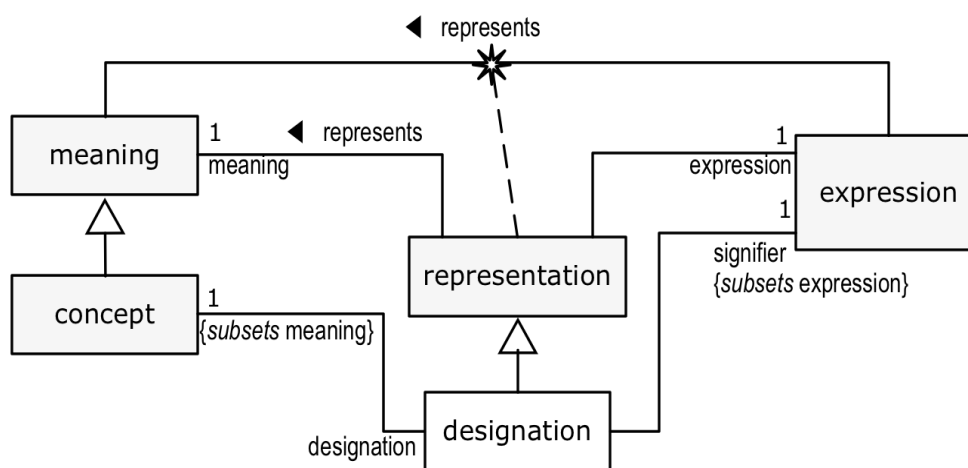 ◄ represents
meaning
1
◄ represents
meaning
1
expression
expression
1
signifier
{subsets expression}
representation
concept
1
{subsets meaning}
designation
designation